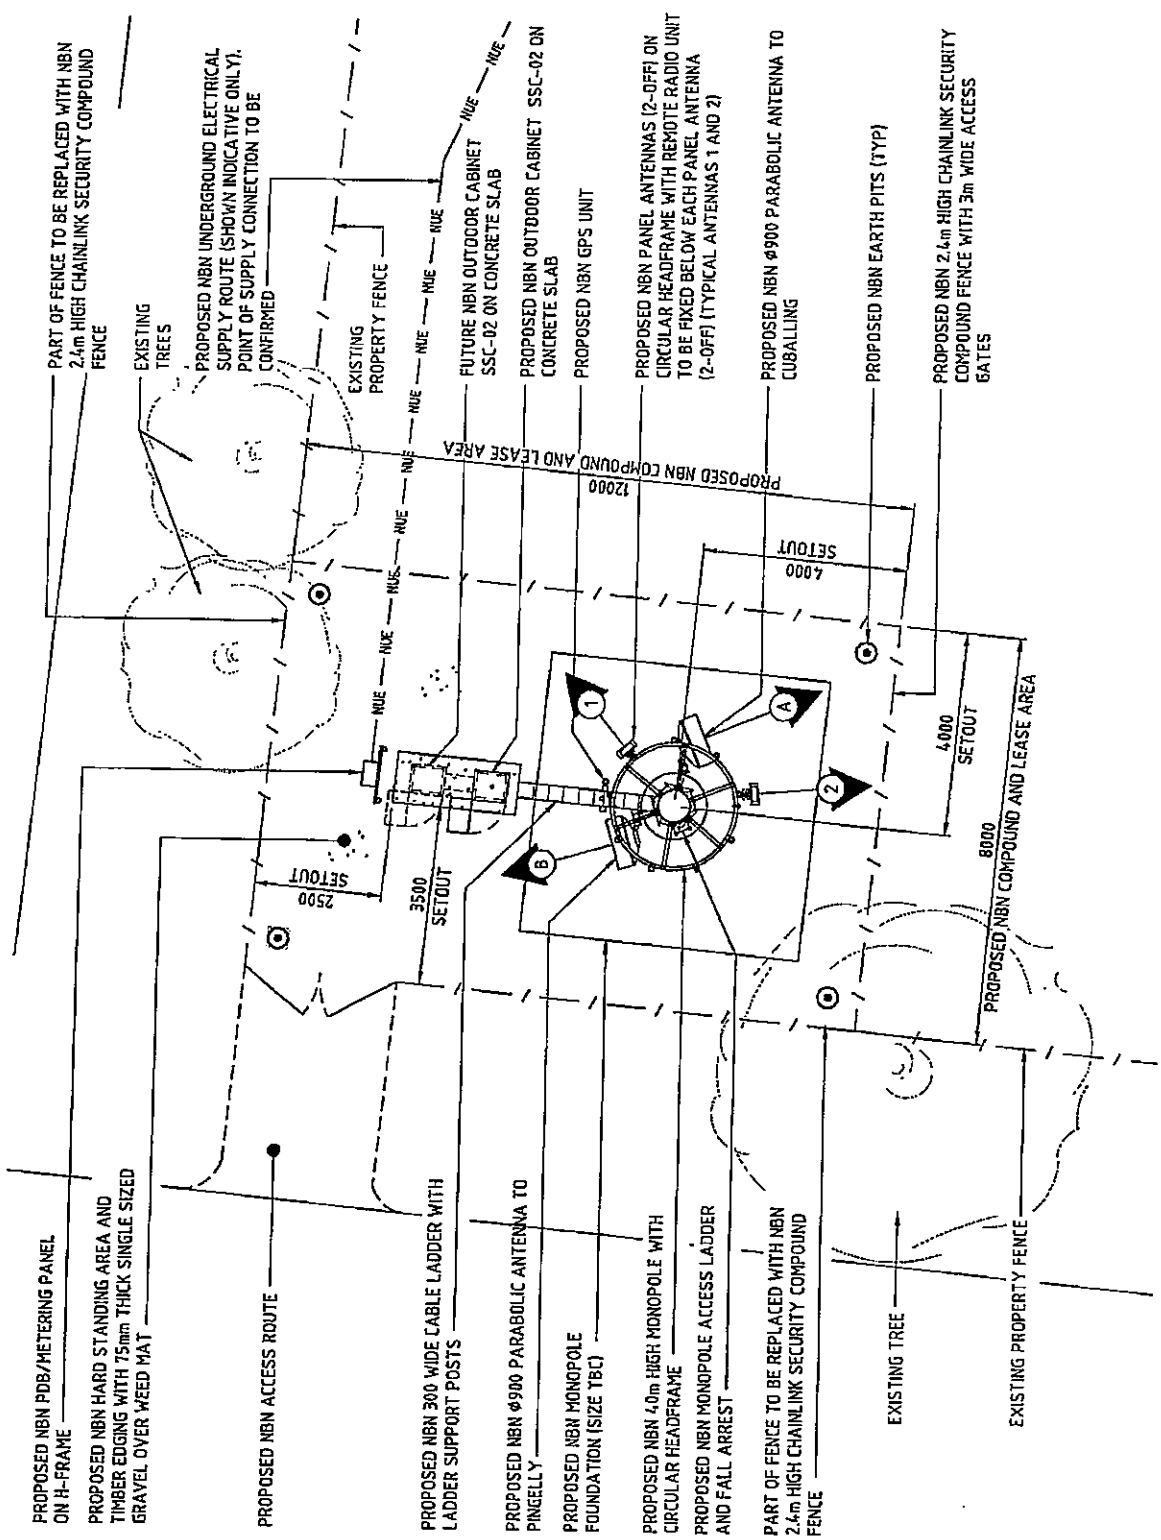 PROPOSED NBN PDB/METERING PANEL
ON H-FRAME
PROPOSED NBN HARD STANDING AREA AND
TIMBER EDGING WITH 75mm THICK SINGLE SIZED
GRAVEL OVER WEED MAT
PROPOSED NBN ACCESS ROUTE
PROPOSED NBN 300 WIDE CABLE LADDER WITH
LADDER SUPPORT POSTS
PROPOSED NBN Ø900 PARABOLIC ANTENNA TO
PINGELLY
PROPOSED NBN MONOPOLE
FOUNDATION (SIZE TBC)
PROPOSED NBN 40m HIGH MONOPOLE WITH
CIRCULAR HEADFRAME
PROPOSED NBN MONOPOLE ACCESS LADDER
AND FALL ARREST
PART OF FENCE TO BE REPLACED WITH NBN
2.4m HIGH CHAINLINK SECURITY COMPOUND
FENCE
EXISTING TREE
EXISTING PROPERTY FENCE
2500
SETOUT
3500
SETOUT
B
1
A
2
4000
SETOUT
8000
PROPOSED NBN COMPOUND AND LEASE AREA
4000
SETOUT
12000
PROPOSED NBN COMPOUND AND LEASE AREA
NUE
NUE
NUE
NUE
NUE
NUE
NUE
NUE
NUE
NUE
PART OF FENCE TO BE REPLACED WITH NBN
2.4m HIGH CHAINLINK SECURITY COMPOUND
FENCE
EXISTING
TREES
PROPOSED UNDERGROUND ELECTRICAL
SUPPLY ROUTE (SHOWN INDICATIVE ONLY).
POINT OF SUPPLY CONNECTION TO BE
CONFIRMED
EXISTING
PROPERTY FENCE
FUTURE NBN OUTDOOR CABINET
SSC-02 ON CONCRETE SLAB
PROPOSED NBN OUTDOOR CABINET SSC-02 ON
CONCRETE SLAB
PROPOSED NBN GPS UNIT
PROPOSED NBN PANEL ANTENNAS (2-OFF) ON
CIRCULAR HEADFRAME WITH REMOTE RADIO UNIT
TO BE FIXED BELOW EACH PANEL ANTENNA
(2-OFF) (TYPICAL ANTENNAS 1 AND 2)
PROPOSED NBN Ø900 PARABOLIC ANTENNA TO
CUBALLING
PROPOSED NBN EARTH PITS (TYP)
PROPOSED NBN 2.4m HIGH CHAINLINK SECURITY
COMPOUND FENCE WITH 3m WIDE ACCESS
GATES